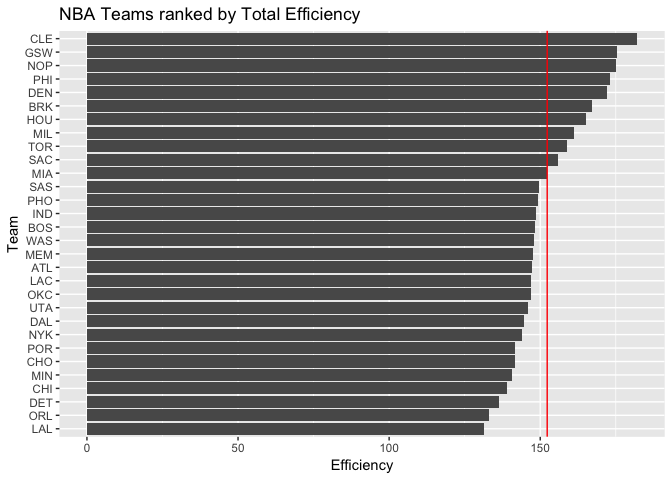 NBA Teams ranked by Total Efficiency
CLE
GSW
NOP
PHI
DEN
BRK
HOU
MIL
TOR
SAC
MIA
SAS
PHO
IND
BOS
WAS
MEM
ATL
LAC
OKC
UTA
DAL
NYK
POR
CHO
MIN
CHI
DET
ORL
LAL
Team
0 50 100 150
Efficiency